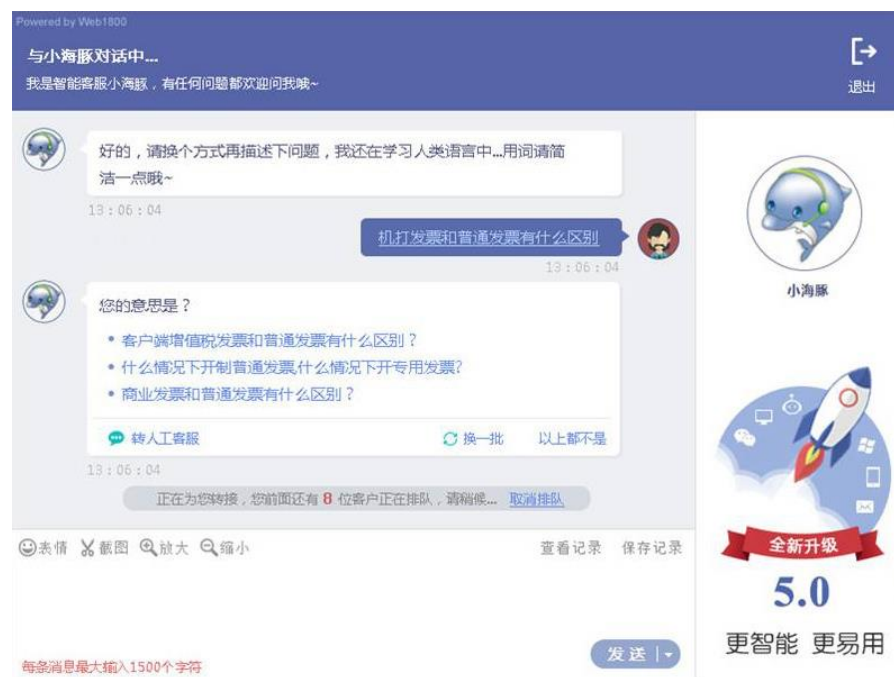 Powered by Web1800
与小海豚对话中...
我是智能客服小海豚，有任何问题都欢迎问我哦~
退出
好的，请换个方式再描述下问题，我还在学习人类语言中...用词请简
洁一点哦~
13:06:04
机打发票和普通发票有什么区别
13:06:04
您的意思是？
• 客户端增值税发票和普通发票有什么区别？
• 什么情况下开制普通发票,什么情况下开专用发票?
• 商业发票和普通发票有什么区别？
转人工客服 换一批 以上都不是
13:06:04
正在为您转接，您前面还有 8 位客户正在排队，请稍候... 取消排队
表情 截图 放大 缩小 查看记录 保存记录
每条消息最大输入1500个字符
发送
小海豚
全新升级
5.0
更智能 更易用